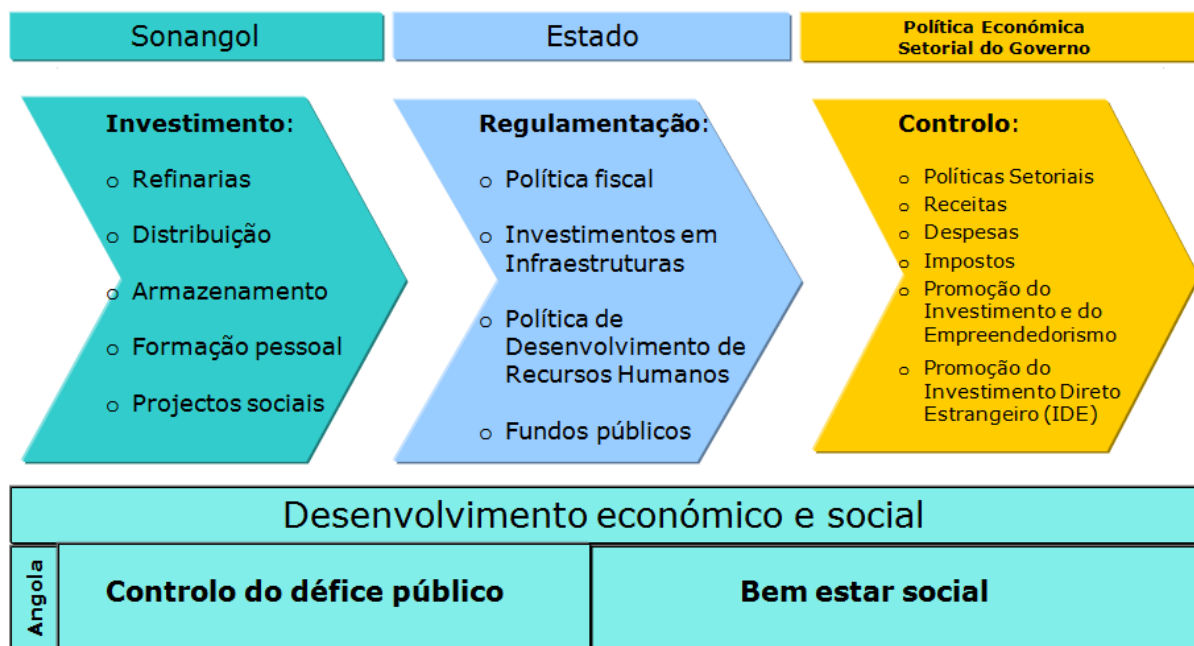 Sonangol
Estado
Política Económica
Setorial do Governo
Investimento:
o Refinarias
o Distribuição
o Armazenamento
o Formação pessoal
o Projectos sociais
Regulamentação:
o Política fiscal
o Investimentos em
Infraestruturas
o Política de
Desenvolvimento de
Recursos Humanos
o Fundos públicos
Controlo:
o Políticas Setoriais
o Receitas
o Despesas
o Impostos
o Promoção do
Investimento e do
Empreendedorismo
o Promoção do
Investimento Direto
Estrangeiro (IDE)
Desenvolvimento económico e social
Angola
Controlo do défice público
Bem estar social